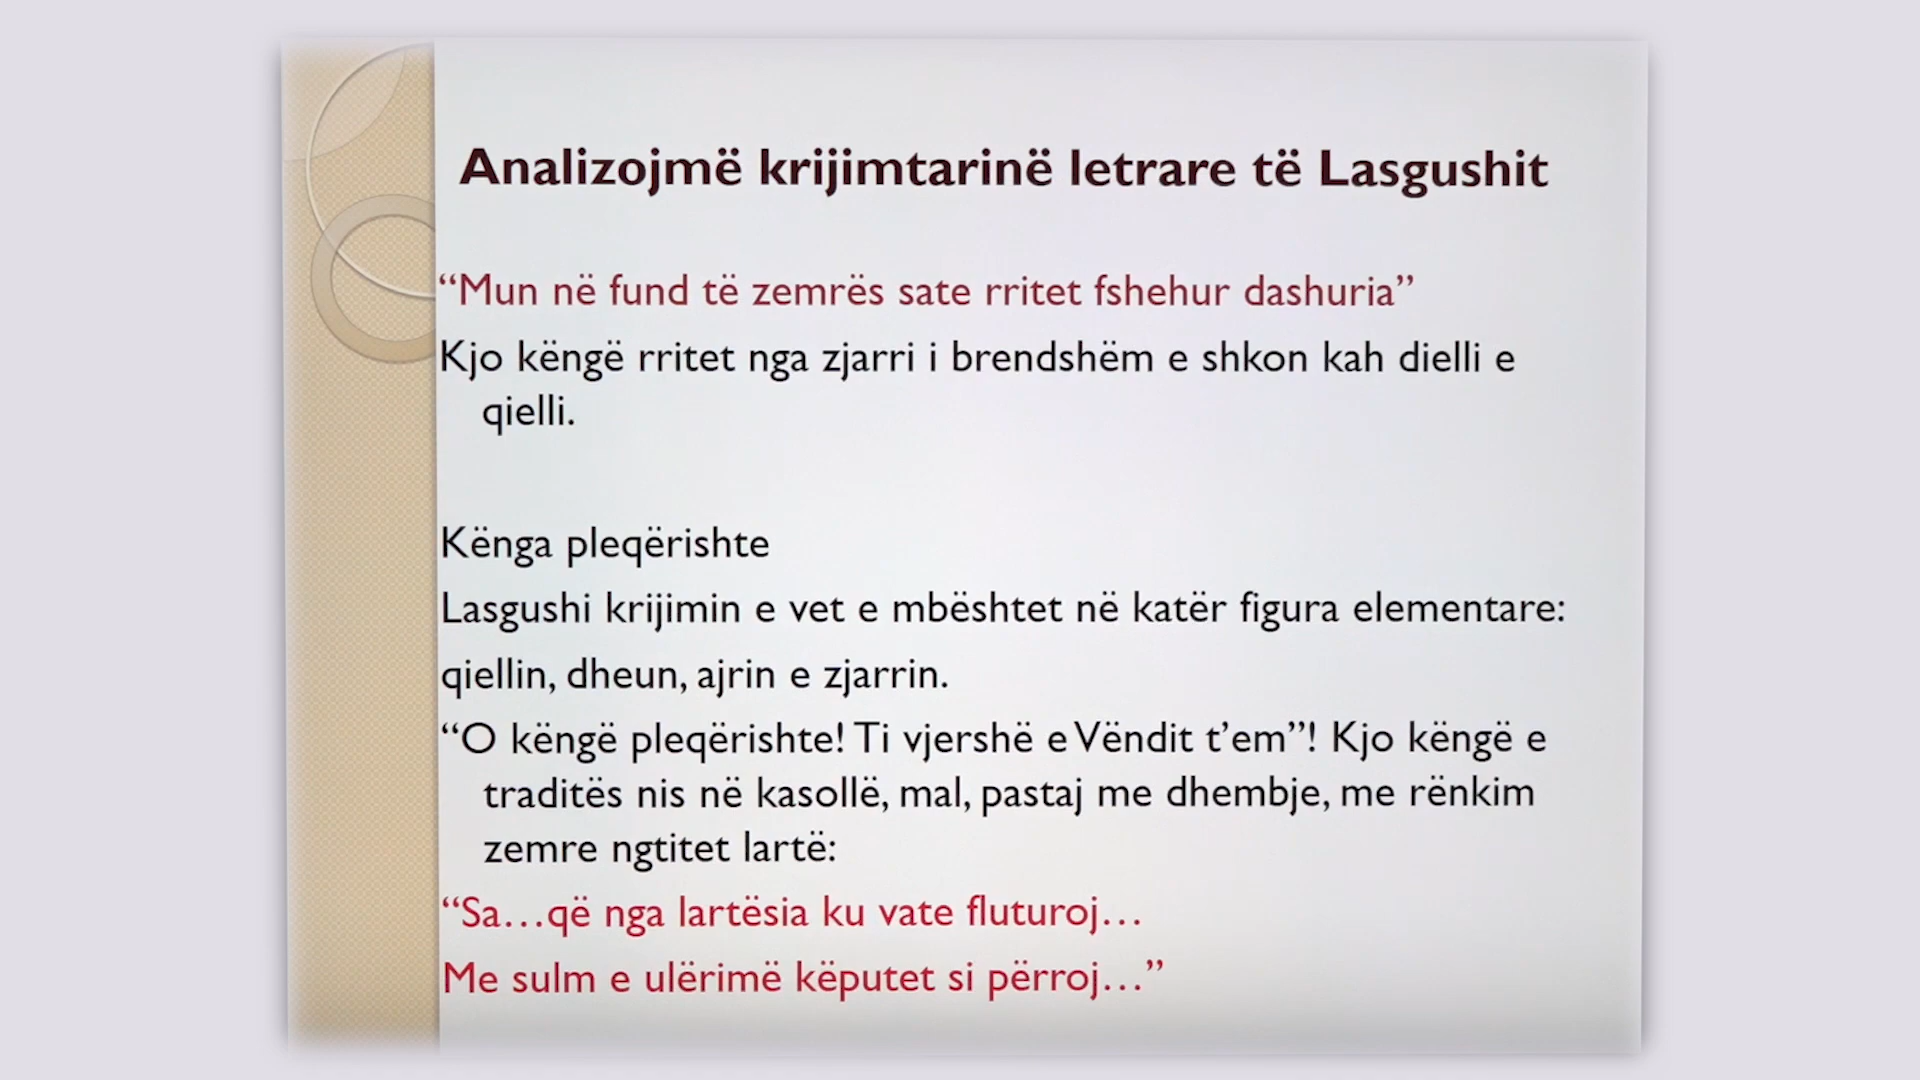 Analizojmë krijimtarinë letrare të Lasgushit
“Mun në fund të zemrës sate rritet fshehur dashuria”
Kjo këngë rritet nga zjarri i brendshëm e shkon kah dielli e
qielli.
Kënga pleqërishte
Lasgushi krijimin e vet e mbështet në katër figura elementare:
qiellin, dheun, ajrin e zjarrin.
“O këngë pleqërishte! Ti vjershë e Vëndit t’em”! Kjo këngë e
traditës nis në kasollë, mal, pastaj me dhembje, me rënkim
zemre ngtitet lartë:
“Sa…që nga lartësia ku vate fluturoj…
Me sulm e ulërimë këputet si përroj…”